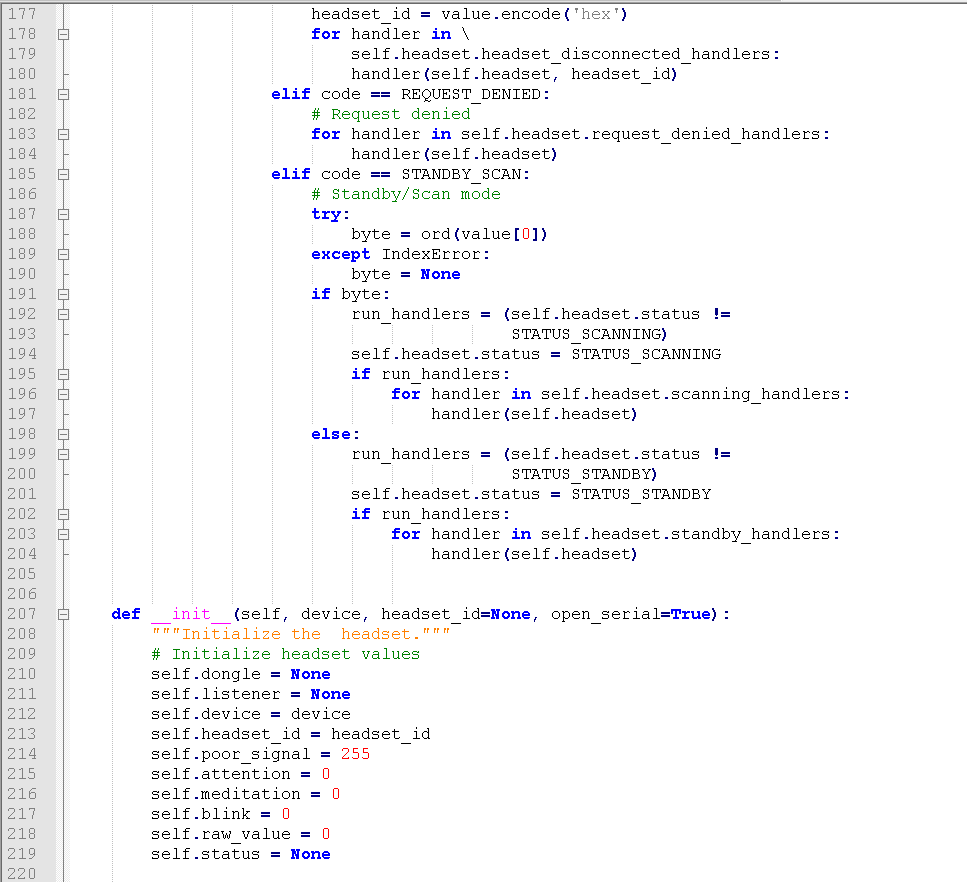 177 headset_id = value.encode('hex')
178 for handler in \
179 self.headset.headset_disconnected_handlers:
180 handler(self.headset, headset_id)
181 elif code == REQUEST_DENIED:
182 # Request denied
183 for handler in self.headset.request_denied_handlers:
184 handler(self.headset)
185 elif code == STANDBY_SCAN:
186 # Standby/Scan mode
187 try:
188 byte = ord(value[0])
189 except IndexError:
190 byte = None
191 if byte:
192 run_handlers = (self.headset.status !=
193 STATUS_SCANNING)
194 self.headset.status = STATUS_SCANNING
195 if run_handlers:
196 for handler in self.headset.scanning_handlers:
197 handler(self.headset)
198 else:
199 run_handlers = (self.headset.status !=
200 STATUS_STANDBY)
201 self.headset.status = STATUS_STANDBY
202 if run_handlers:
203 for handler in self.headset.standby_handlers:
204 handler(self.headset)
205
206
207 def __init__(self, device, headset_id=None, open_serial=True):
208 """Initialize the  headset."""
209 # Initialize headset values
210 self.dongle = None
211 self.listener = None
212 self.device = device
213 self.headset_id = headset_id
214 self.poor_signal = 255
215 self.attention = 0
216 self.meditation = 0
217 self.blink = 0
218 self.raw_value = 0
219 self.status = None
220